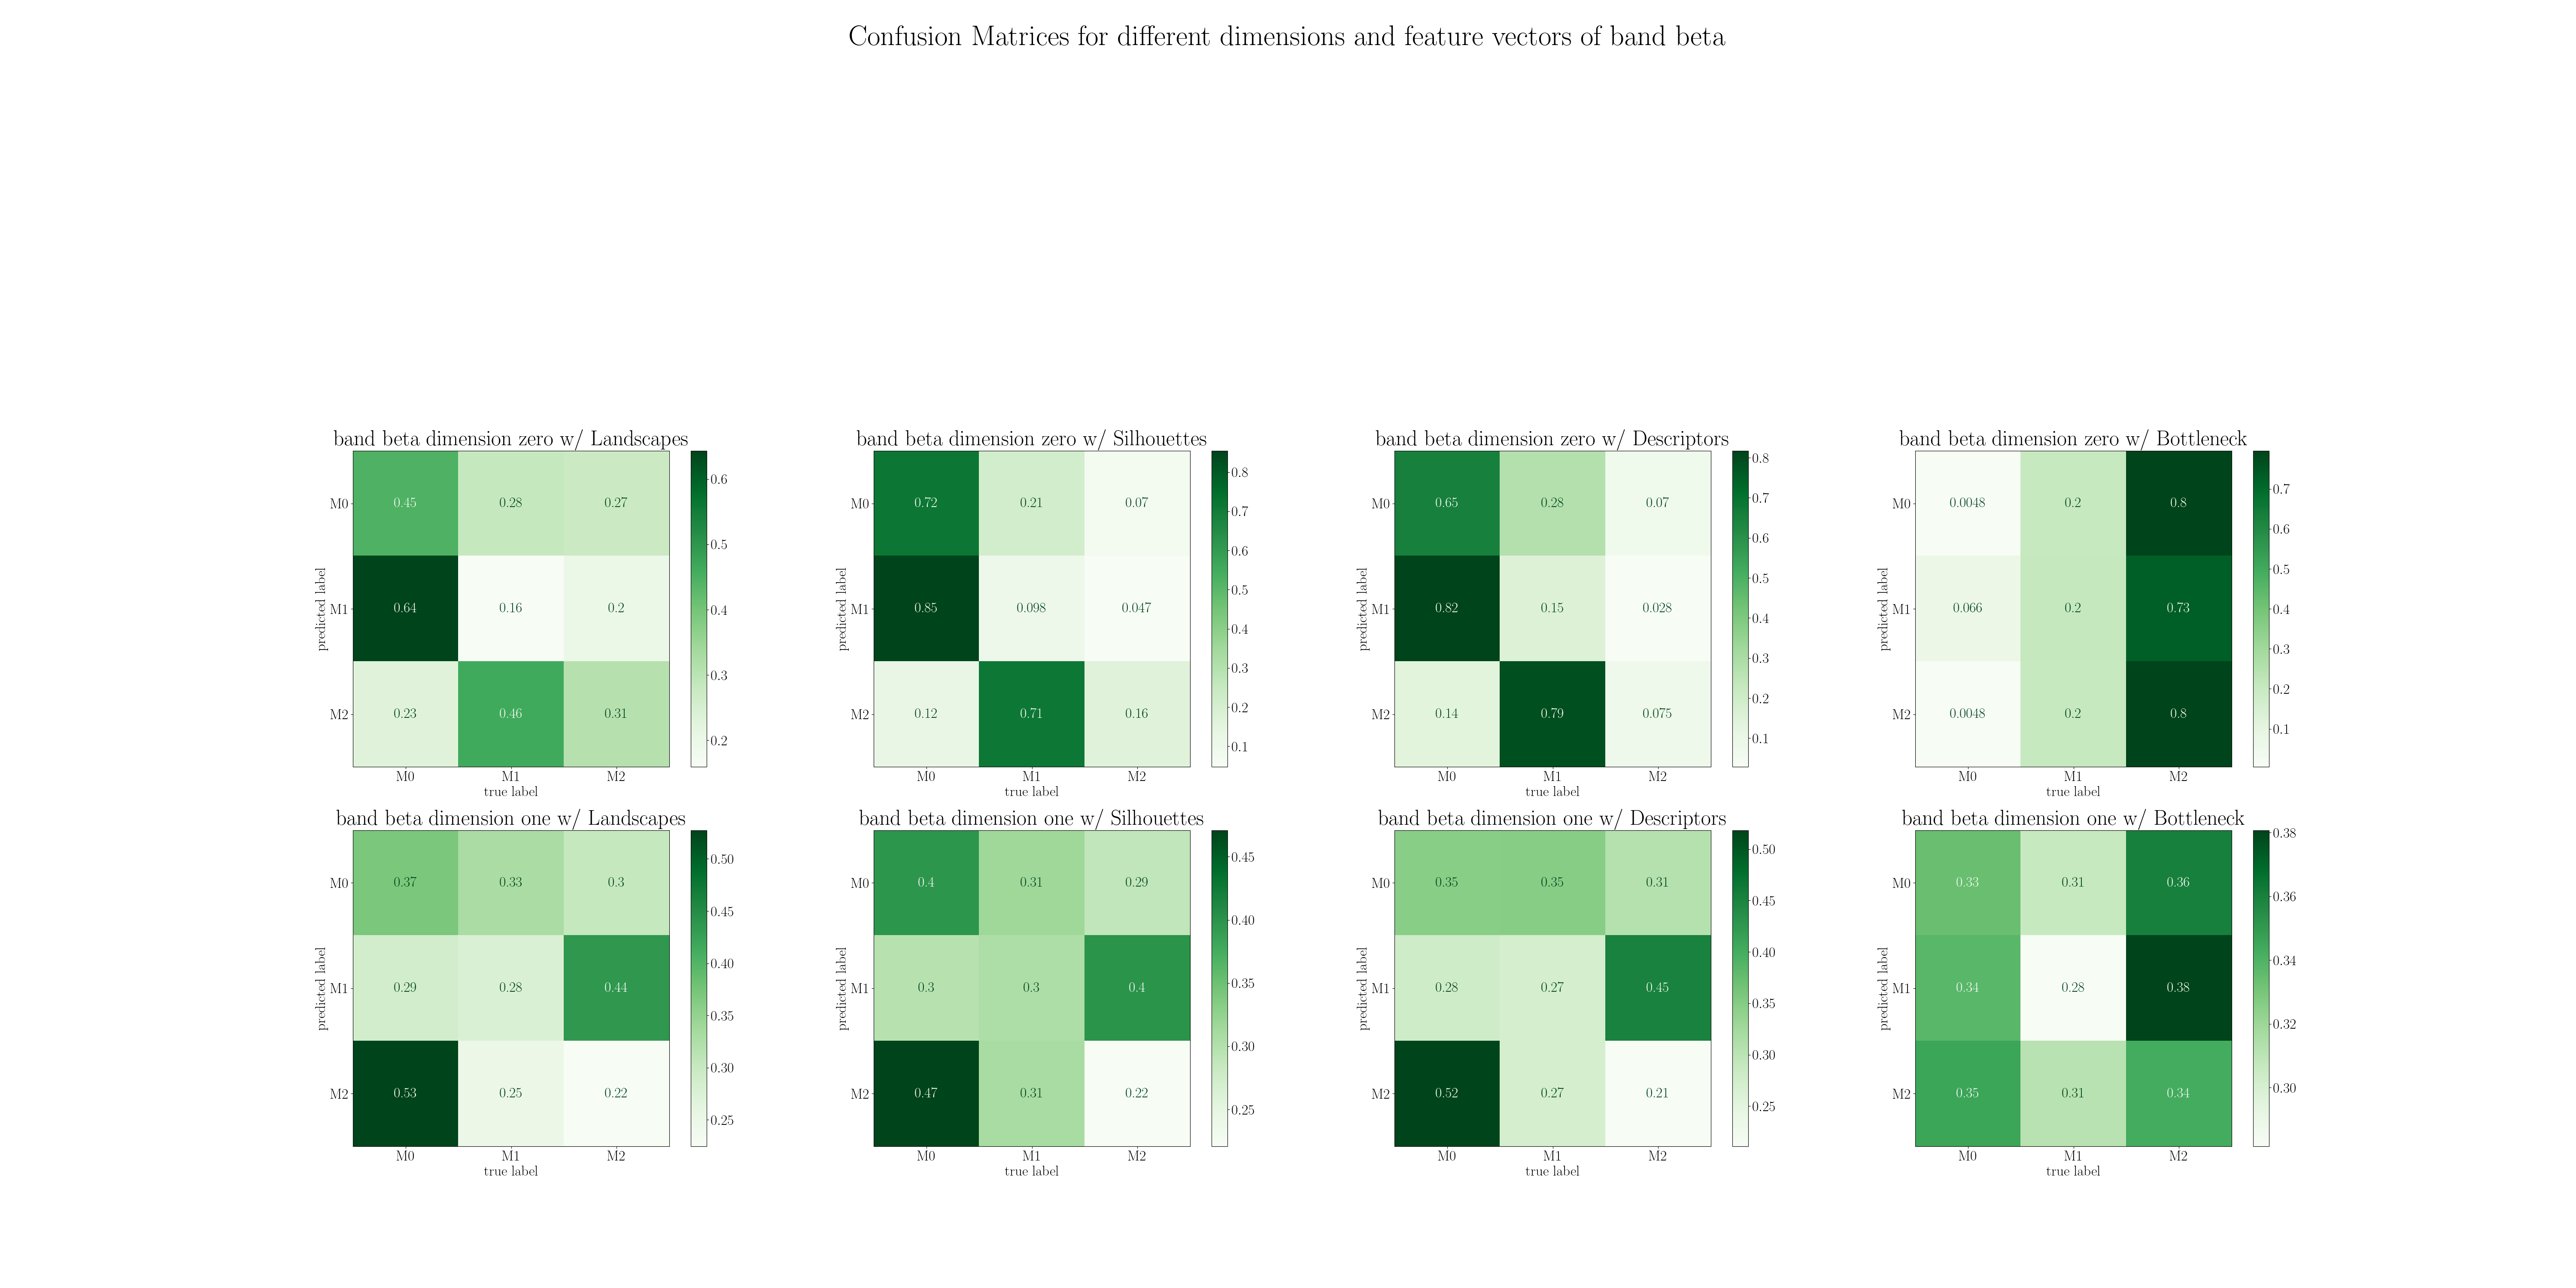 Confusion Matrices for different dimensions and feature vectors of band beta
band beta dimension zero w/ Landscapes
predicted label
M0 0.45 0.28 0.27
M1 0.64 0.16 0.2
M2 0.23 0.46 0.31
M0 M1 M2
true label
0.6
0.5
0.4
0.3
0.2
band beta dimension zero w/ Silhouettes
predicted label
M0 0.72 0.21 0.07
M1 0.85 0.098 0.047
M2 0.12 0.71 0.16
M0 M1 M2
true label
0.8
0.7
0.6
0.5
0.4
0.3
0.2
0.1
band beta dimension zero w/ Descriptors
predicted label
M0 0.65 0.28 0.07
M1 0.82 0.15 0.028
M2 0.14 0.79 0.075
M0 M1 M2
true label
0.8
0.7
0.6
0.5
0.4
0.3
0.2
0.1
band beta dimension zero w/ Bottleneck
predicted label
M0 0.0048 0.2 0.8
M1 0.066 0.2 0.73
M2 0.0048 0.2 0.8
M0 M1 M2
true label
0.7
0.6
0.5
0.4
0.3
0.2
0.1
band beta dimension one w/ Landscapes
predicted label
M0 0.37 0.33 0.3
M1 0.29 0.28 0.44
M2 0.53 0.25 0.22
M0 M1 M2
true label
0.50
0.45
0.40
0.35
0.30
0.25
band beta dimension one w/ Silhouettes
predicted label
M0 0.4 0.31 0.29
M1 0.3 0.3 0.4
M2 0.47 0.31 0.22
M0 M1 M2
true label
0.45
0.40
0.35
0.30
0.25
band beta dimension one w/ Descriptors
predicted label
M0 0.35 0.35 0.31
M1 0.28 0.27 0.45
M2 0.52 0.27 0.21
M0 M1 M2
true label
0.50
0.45
0.40
0.35
0.30
0.25
band beta dimension one w/ Bottleneck
predicted label
M0 0.33 0.31 0.36
M1 0.34 0.28 0.38
M2 0.35 0.31 0.34
M0 M1 M2
true label
0.38
0.36
0.34
0.32
0.30